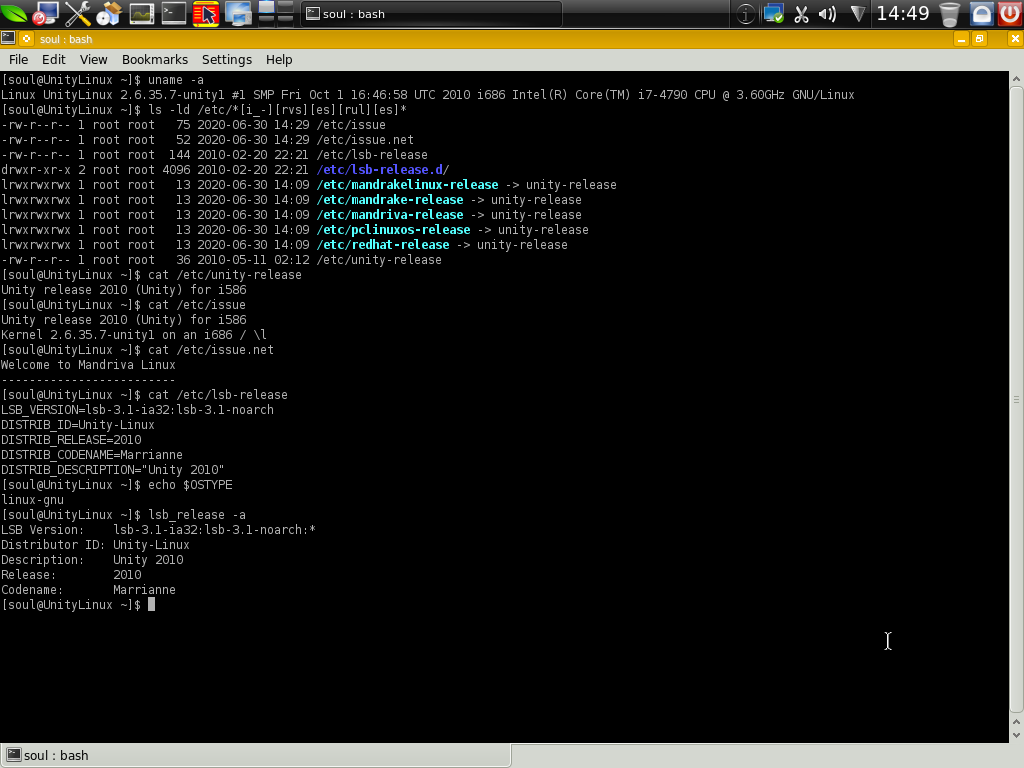 soul : bash
14:49
soul : bash
File Edit View Bookmarks Settings Help
[soul@UnityLinux ~]$ uname -a
Linux UnityLinux 2.6.35.7-unity1 #1 SMP Fri Oct 1 16:46:58 UTC 2010 i686 Intel(R) Core(TM) i7-4790 CPU @ 3.60GHz GNU/Linux
[soul@UnityLinux ~]$ ls -ld /etc/*[i_-][rvs][es][rul][es]*
-rw-r--r-- 1 root root   75 2020-06-30 14:29 /etc/issue
-rw-r--r-- 1 root root   52 2020-06-30 14:29 /etc/issue.net
-rw-r--r-- 1 root root  144 2010-02-20 22:21 /etc/lsb-release
drwxr-xr-x 2 root root 4096 2010-02-20 22:21 /etc/lsb-release.d/
lrwxrwxrwx 1 root root   13 2020-06-30 14:09 /etc/mandrakelinux-release -> unity-release
lrwxrwxrwx 1 root root   13 2020-06-30 14:09 /etc/mandrake-release -> unity-release
lrwxrwxrwx 1 root root   13 2020-06-30 14:09 /etc/mandriva-release -> unity-release
lrwxrwxrwx 1 root root   13 2020-06-30 14:09 /etc/pclinuxos-release -> unity-release
lrwxrwxrwx 1 root root   13 2020-06-30 14:09 /etc/redhat-release -> unity-release
-rw-r--r-- 1 root root   36 2010-05-11 02:12 /etc/unity-release
[soul@UnityLinux ~]$ cat /etc/unity-release
Unity release 2010 (Unity) for i586
[soul@UnityLinux ~]$ cat /etc/issue
Unity release 2010 (Unity) for i586
Kernel 2.6.35.7-unity1 on an i686 / \l
[soul@UnityLinux ~]$ cat /etc/issue.net
Welcome to Mandriva Linux
-------------------------
[soul@UnityLinux ~]$ cat /etc/lsb-release
LSB_VERSION=lsb-3.1-ia32:lsb-3.1-noarch
DISTRIB_ID=Unity-Linux
DISTRIB_RELEASE=2010
DISTRIB_CODENAME=Marrianne
DISTRIB_DESCRIPTION="Unity 2010"
[soul@UnityLinux ~]$ echo $OSTYPE
linux-gnu
[soul@UnityLinux ~]$ lsb_release -a
LSB Version:    lsb-3.1-ia32:lsb-3.1-noarch:*
Distributor ID: Unity-Linux
Description:    Unity 2010
Release:        2010
Codename:       Marrianne
[soul@UnityLinux ~]$
soul : bash